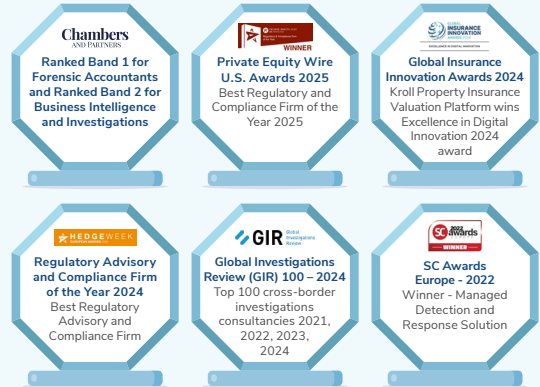 Chambers
AND PARTNERS
Ranked Band 1 for
Forensic Accountants
and Ranked Band 2 for
Business Intelligence
and Investigations
WINNER
Private Equity Wire
U.S. Awards 2025
Best Regulatory and
Compliance Firm of the
Year 2025
GLOBAL
INSURANCE
INNOVATION
EXCELLENCE IN DIGITAL INNOVATION
Global Insurance
Innovation Awards 2024
Kroll Property Insurance
Valuation Platform wins
Excellence in Digital
Innovation 2024
award
HEDGEWEEK
Regulatory Advisory
and Compliance Firm
of the Year 2024
Best Regulatory
Advisory and
Compliance Firm
GIR Global
Investigations
Review
Global Investigations
Review (GIR) 100 – 2024
Top 100 cross-border
investigations
consultancies 2021,
2022, 2023,
2024
SC 2022
awards
WINNER
SC Awards
Europe - 2022
Winner - Managed
Detection and
Response Solution